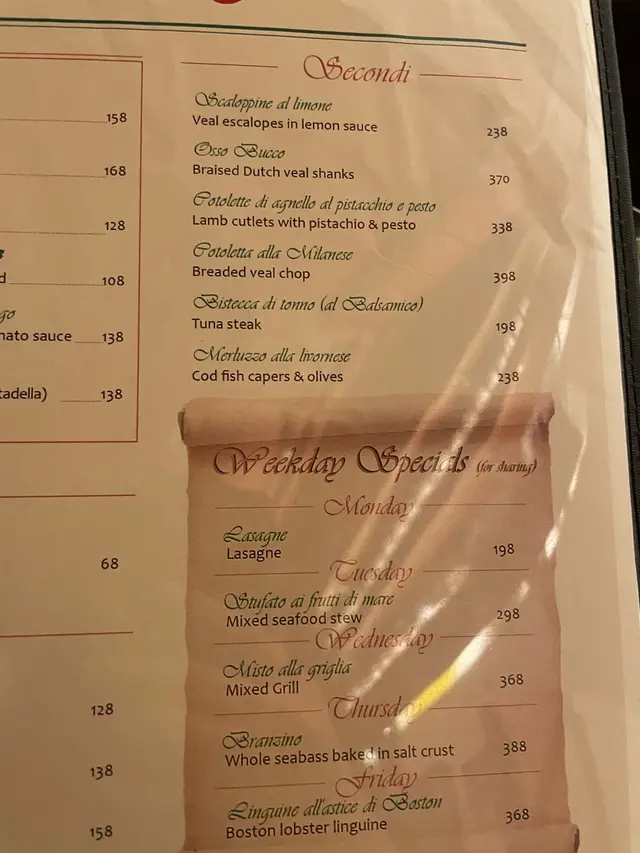 158
168
128
d 108
go
nato sauce 138
tadella) 138
68
128
138
158
Secondi
Scaloppine al limone
Veal escalopes in lemon sauce 238
Osso Bucco
Braised Dutch veal shanks 370
Cotolette di agnello al pistacchio e pesto
Lamb cutlets with pistachio & pesto 338
Cotoletta alla Milanese
Breaded veal chop 398
Bistecca di tonno (al Balsamico)
Tuna steak 198
Merluzzo alla livornese
Cod fish capers & olives 238
Weekday Specials (for sharing)
Monday
Lasagne
Lasagne 198
Tuesday
Stufato ai frutti di mare
Mixed seafood stew 298
Wednesday
Misto alla griglia
Mixed Grill 368
Thursday
Branzino
Whole seabass baked in salt crust 388
Friday
Linguine all'astice di Boston
Boston lobster linguine 368